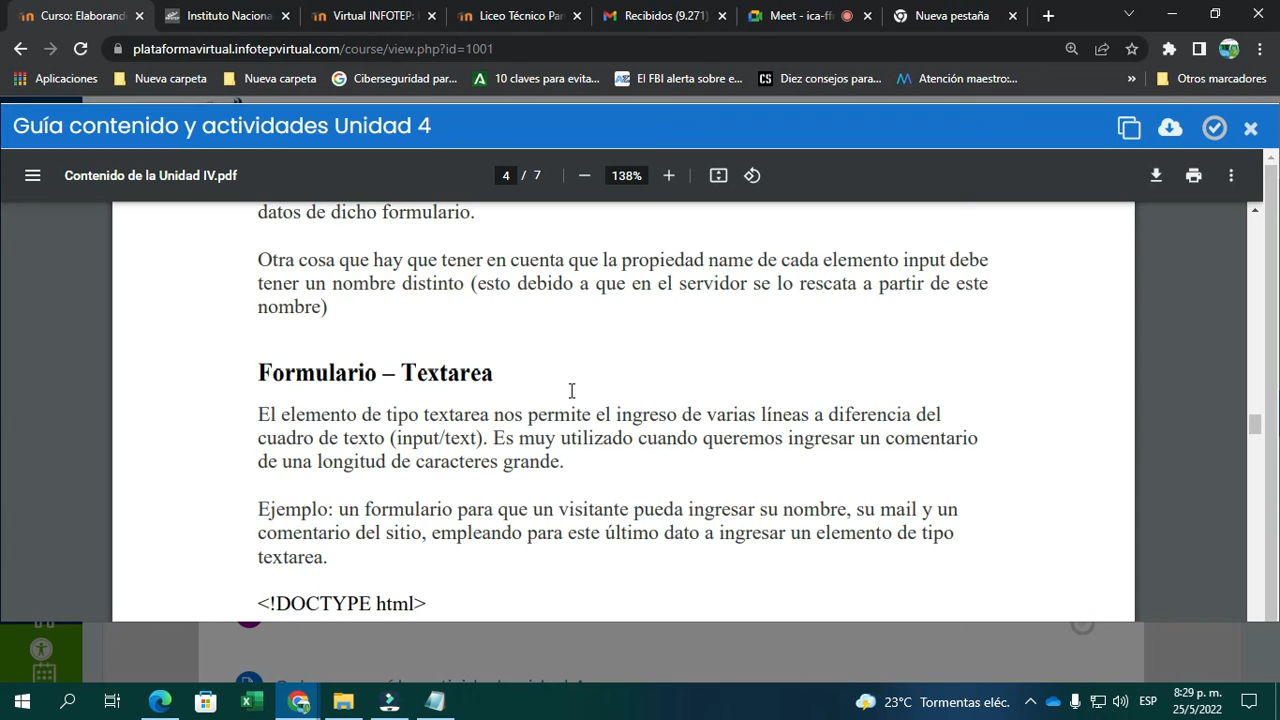 Curso: Elaborando
Instituto Naciona
Virtual INFOTEP:
Liceo Técnico Par
Recibidos (9.271)
Meet - ica-ff
Nueva pestaña
plataformavirtual.infotepvirtual.com/course/view.php?id=1001
Aplicaciones
Nueva carpeta
Nueva carpeta
Ciberseguridad par...
10 claves para evita...
El FBI alerta sobre e...
Diez consejos para...
Atención maestro:...
»
Otros marcadores
Guía contenido y actividades Unidad 4
Contenido de la Unidad IV.pdf
4 / 7
138%
datos de dicho formulario.
Otra cosa que hay que tener en cuenta que la propiedad name de cada elemento input debe
tener un nombre distinto (esto debido a que en el servidor se lo rescata a partir de este
nombre)
Formulario – Textarea
El elemento de tipo textarea nos permite el ingreso de varias líneas a diferencia del
cuadro de texto (input/text). Es muy utilizado cuando queremos ingresar un comentario
de una longitud de caracteres grande.
Ejemplo: un formulario para que un visitante pueda ingresar su nombre, su mail y un
comentario del sitio, empleando para este último dato a ingresar un elemento de tipo
textarea.
<!DOCTYPE html>
23°C Tormentas eléc.
ESP
8:29 p. m.
25/5/2022